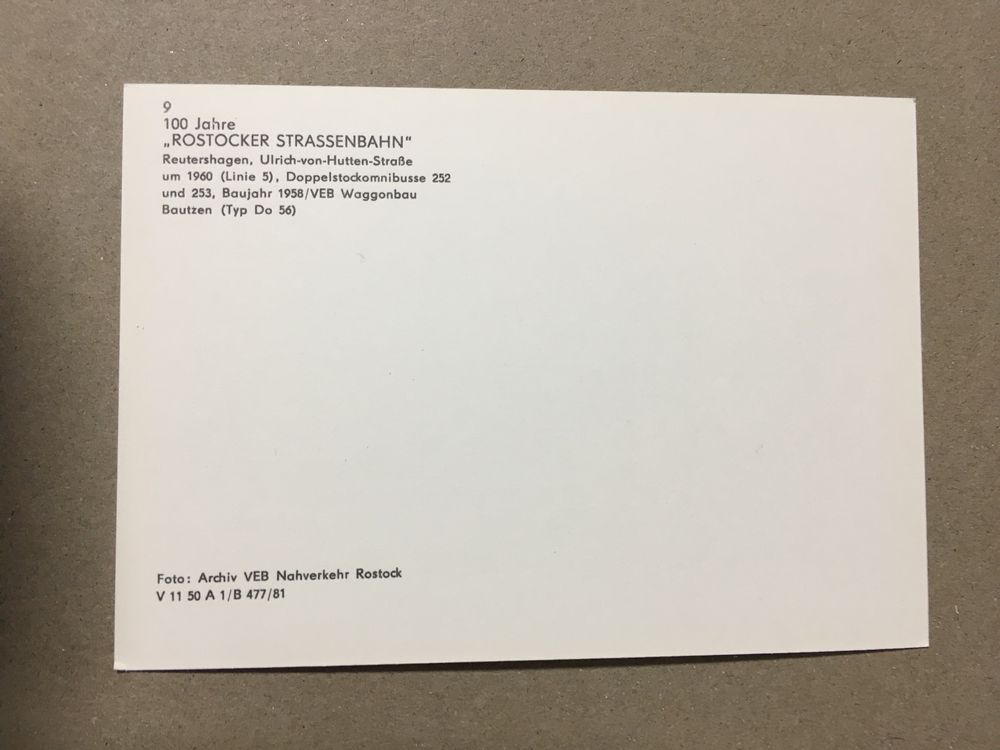 9
100 Jahre
„ROSTOCKER STRASSENBAHN“
Reutershagen, Ulrich-von-Hutten-Straße
um 1960 (Linie 5), Doppelstockomnibusse 252
und 253, Baujahr 1958/VEB Waggonbau
Bautzen (Typ Do 56)
Foto: Archiv VEB Nahverkehr Rostock
V 11 50 A 1/B 477/81